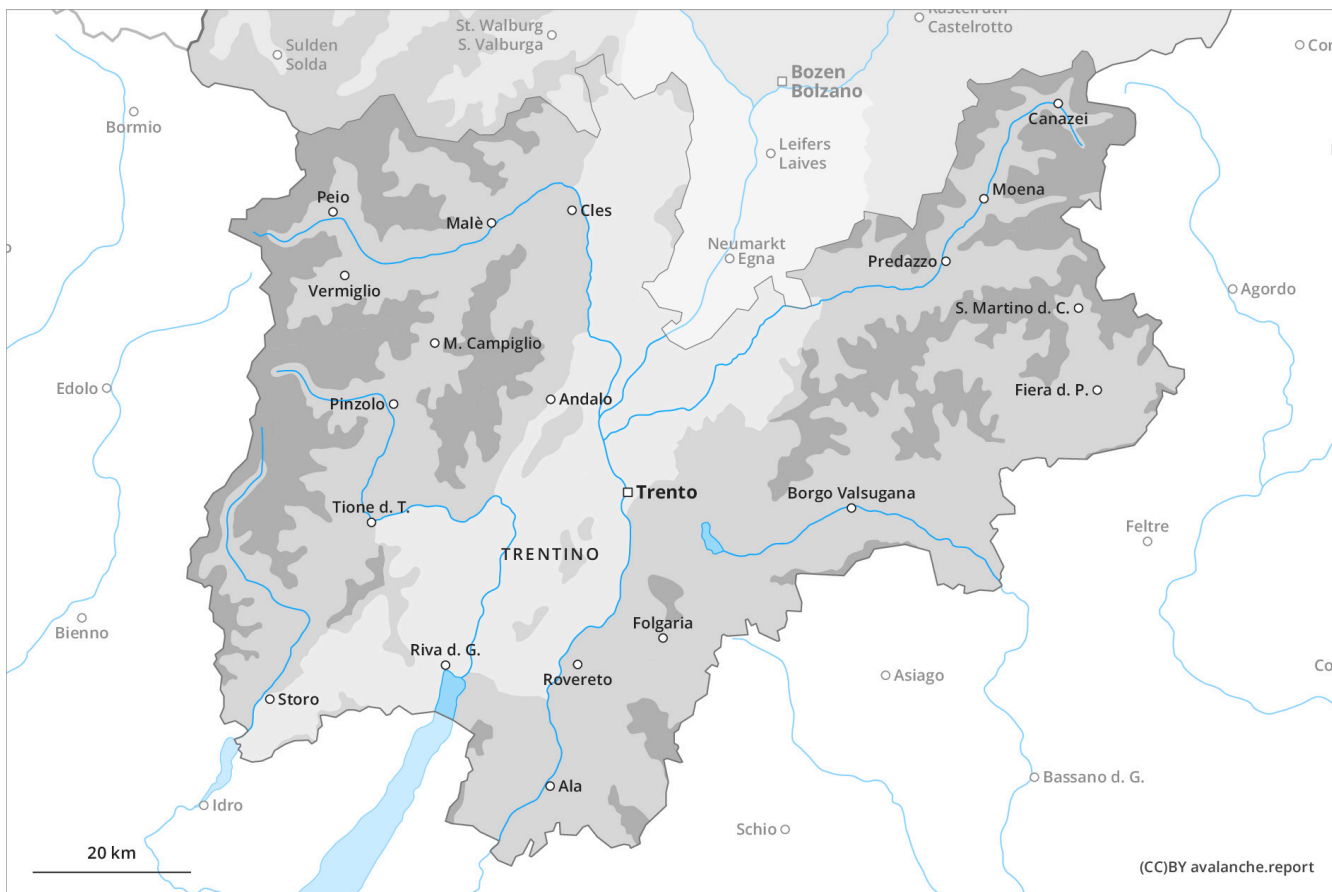 Kastelruth
Castelrotto
St. Walburg
S. Valburga
Sulden
Solda
Bozen
Bolzano
Bormio
Canazei
Leifers
Laives
Peio
Malè
Cles
Moena
Neumarkt
Egna
Predazzo
Vermiglio
Agordo
S. Martino d. C.
M. Campiglio
Edolo
Pinzolo
Andalo
Fiera d. P.
Trento
Borgo Valsugana
Tione d. T.
Feltre
TRENTINO
Bienno
Folgaria
Riva d. G.
Rovereto
Asiago
Storo
Ala
Bassano d. G.
Idro
Schio
20 km
(CC)BY avalanche.report